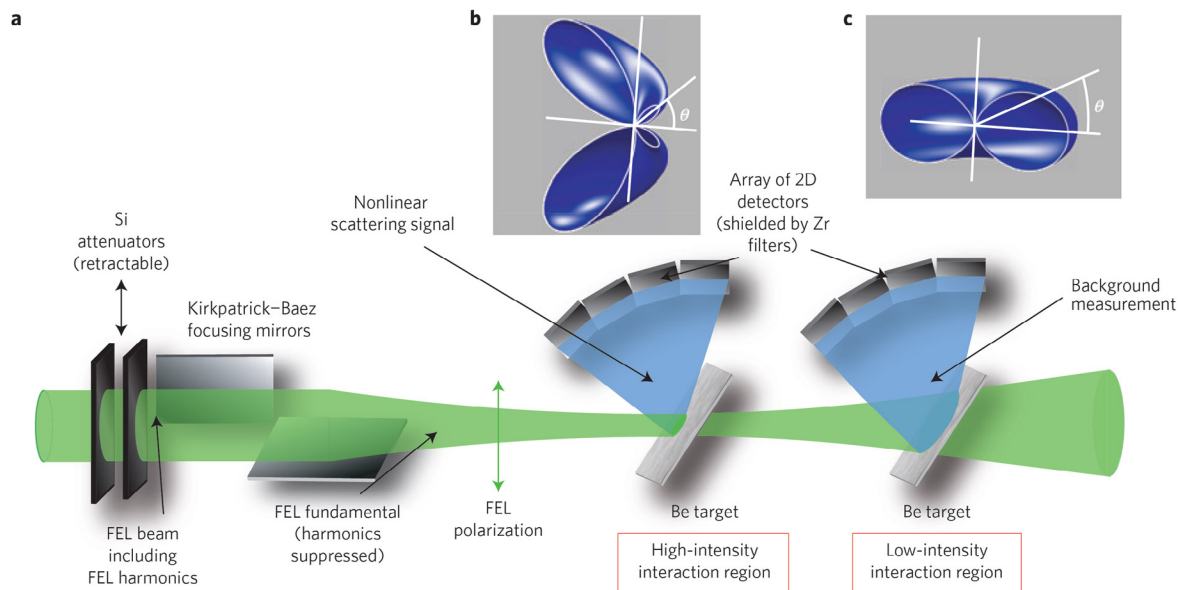 a
b
c
θ
θ
Si
attenuators
(retractable)
Kirkpatrick–Baez
focusing mirrors
Nonlinear
scattering signal
Array of 2D
detectors
(shielded by Zr
filters)
Background
measurement
FEL beam
including
FEL harmonics
FEL fundamental
(harmonics
suppressed)
FEL
polarization
Be target
High-intensity
interaction region
Be target
Low-intensity
interaction region